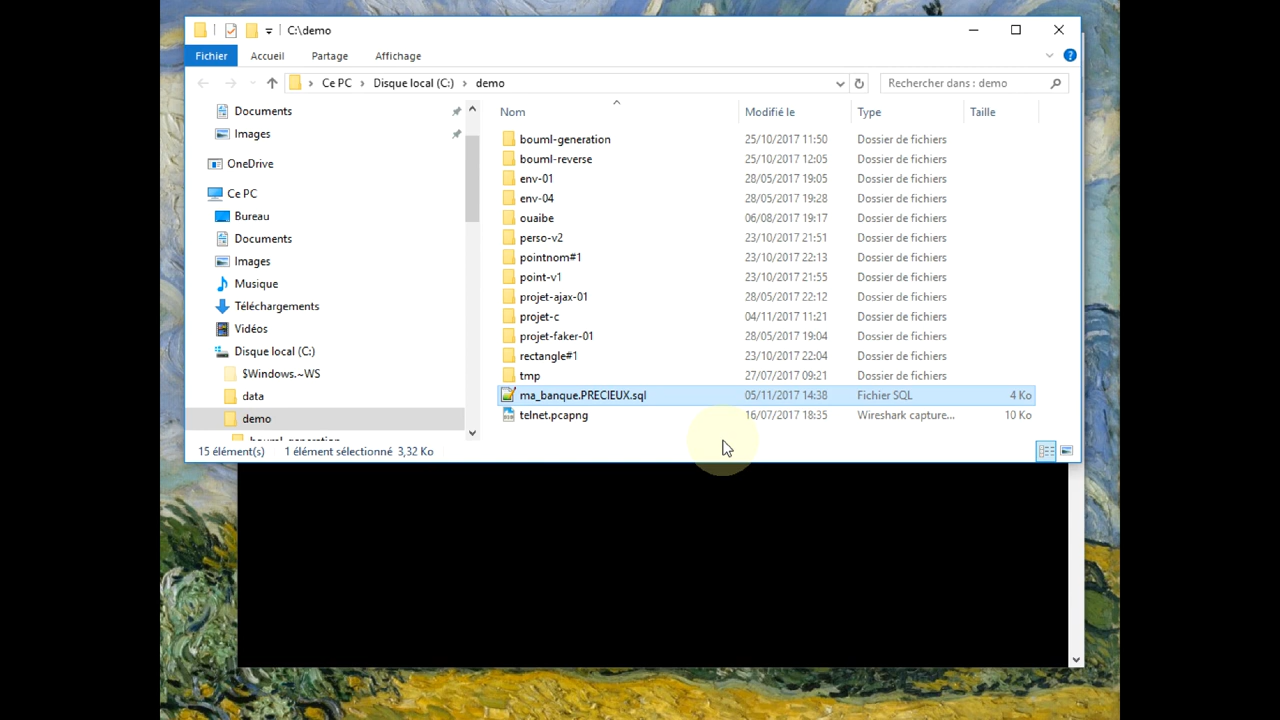 C:\demo
Fichier Accueil Partage Affichage
Ce PC Disque local (C:) demo Rechercher dans : demo
Documents
Images
OneDrive
Ce PC
Bureau
Documents
Images
Musique
Téléchargements
Vidéos
Disque local (C:)
$Windows.~WS
data
demo
bouml-generation
Nom Modifié le Type Taille
bouml-generation 25/10/2017 11:50 Dossier de fichiers
bouml-reverse 25/10/2017 12:05 Dossier de fichiers
env-01 28/05/2017 19:05 Dossier de fichiers
env-04 28/05/2017 19:28 Dossier de fichiers
ouaibe 06/08/2017 19:17 Dossier de fichiers
perso-v2 23/10/2017 21:51 Dossier de fichiers
pointnom#1 23/10/2017 22:13 Dossier de fichiers
point-v1 23/10/2017 21:55 Dossier de fichiers
projet-ajax-01 28/05/2017 22:12 Dossier de fichiers
projet-c 04/11/2017 11:21 Dossier de fichiers
projet-faker-01 28/05/2017 19:04 Dossier de fichiers
rectangle#1 23/10/2017 22:04 Dossier de fichiers
tmp 27/07/2017 09:21 Dossier de fichiers
ma_banque.PRECIEUX.sql 05/11/2017 14:38 Fichier SQL 4 Ko
telnet.pcapng 16/07/2017 18:35 Wireshark capture... 10 Ko
15 élément(s) 1 élément sélectionné 3,32 Ko